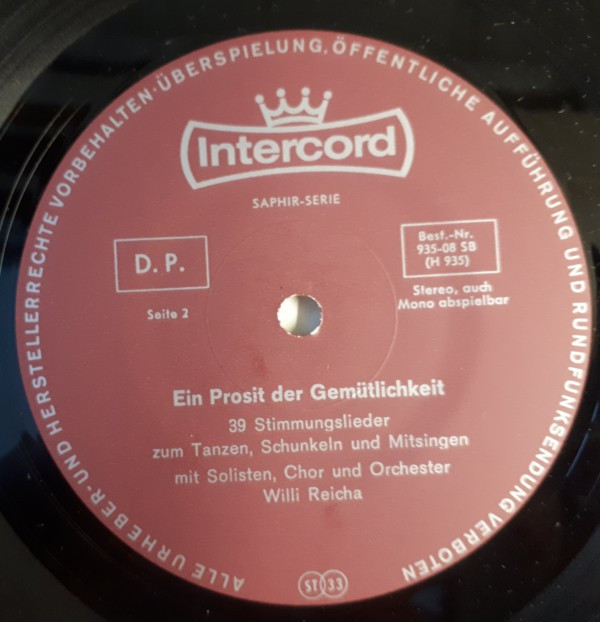 ALLE URHEBER- UND HERSTELLERRECHTE VORBEHALTEN · ÜBERSPIELUNG, ÖFFENTLICHE AUFFÜHRUNG UND RUNDFUNKSENDUNG VERBOTEN
Intercord
SAPHIR-SERIE
D. P.
Best.-Nr.
935-08 SB
(H 935)
Seite 2
Stereo, auch
Mono abspielbar
Ein Prosit der Gemütlichkeit
39 Stimmungslieder
zum Tanzen, Schunkeln und Mitsingen
mit Solisten, Chor und Orchester
Willi Reicha
ST 33